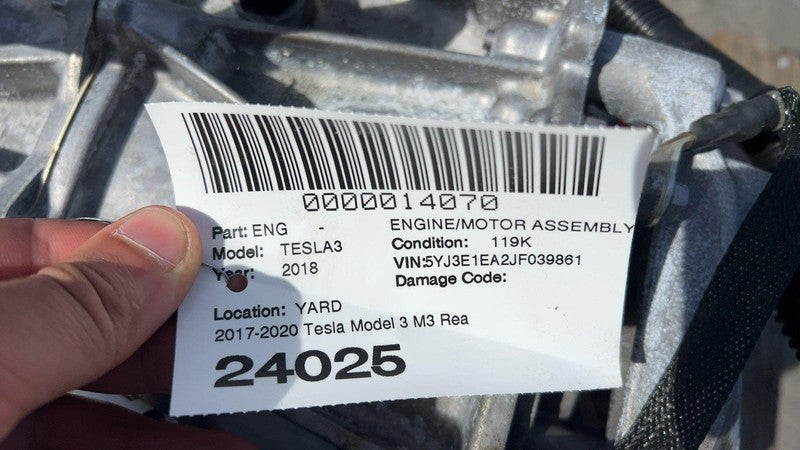 0000014070
Part: ENG - ENGINE/MOTOR ASSEMBLY
Model: TESLA3 Condition: 119K
Year: 2018 VIN:5YJ3E1EA2JF039861
Damage Code:
Location: YARD
2017-2020 Tesla Model 3 M3 Rea
24025